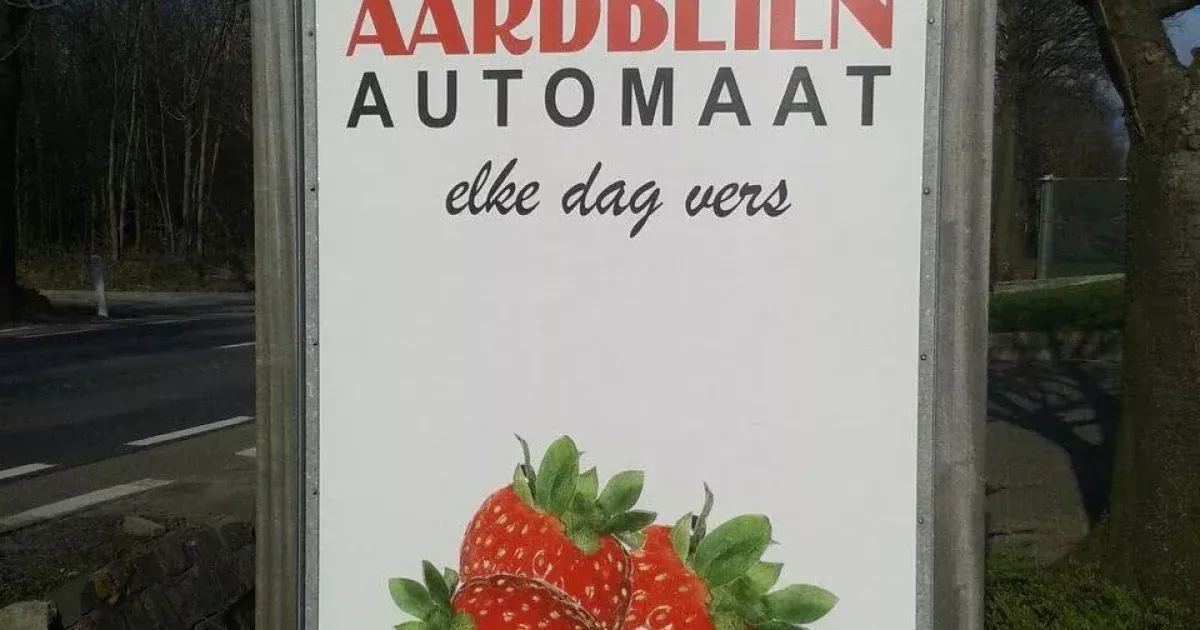 AARDBEIEN
AUTOMAAT
elke dag vers